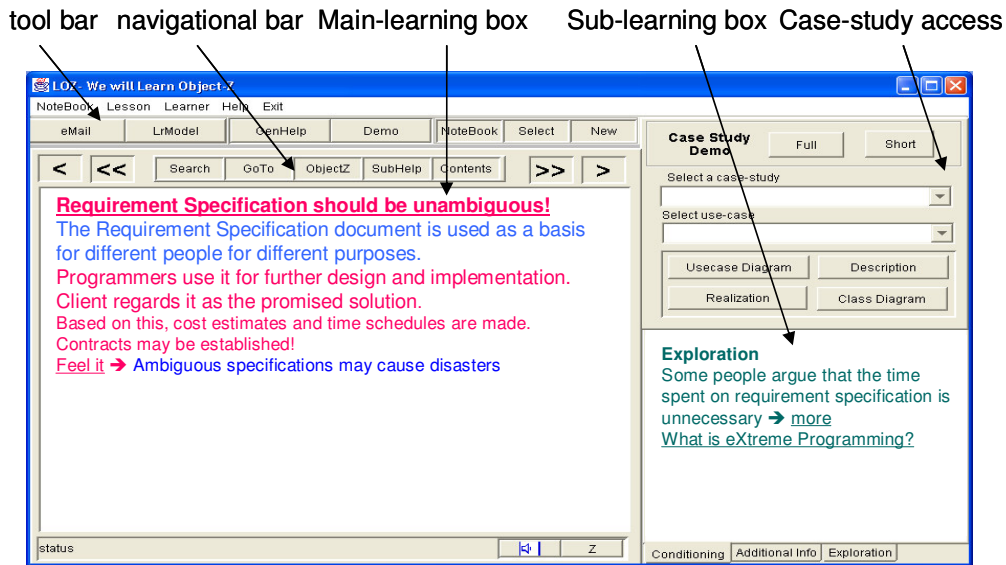 tool bar navigational bar Main-learning box Sub-learning box Case-study access
LOZ- We will Learn Object-Z
NoteBook Lesson Learner Help Exit
eMail LrModel GenHelp Demo NoteBook Select New
< << Search GoTo ObjectZ SubHelp Contents >> >
Requirement Specification should be unambiguous!
The Requirement Specification document is used as a basis
for different people for different purposes.
Programmers use it for further design and implementation.
Client regards it as the promised solution.
Based on this, cost estimates and time schedules are made.
Contracts may be established!
Feel it ➔ Ambiguous specifications may cause disasters
status Z
Case Study
Demo
Full Short
Select a case-study
Select use-case
Usecase Diagram Description
Realization Class Diagram
Exploration
Some people argue that the time
spent on requirement specification is
unnecessary ➔ more
What is eXtreme Programming?
Conditioning Additional Info Exploration